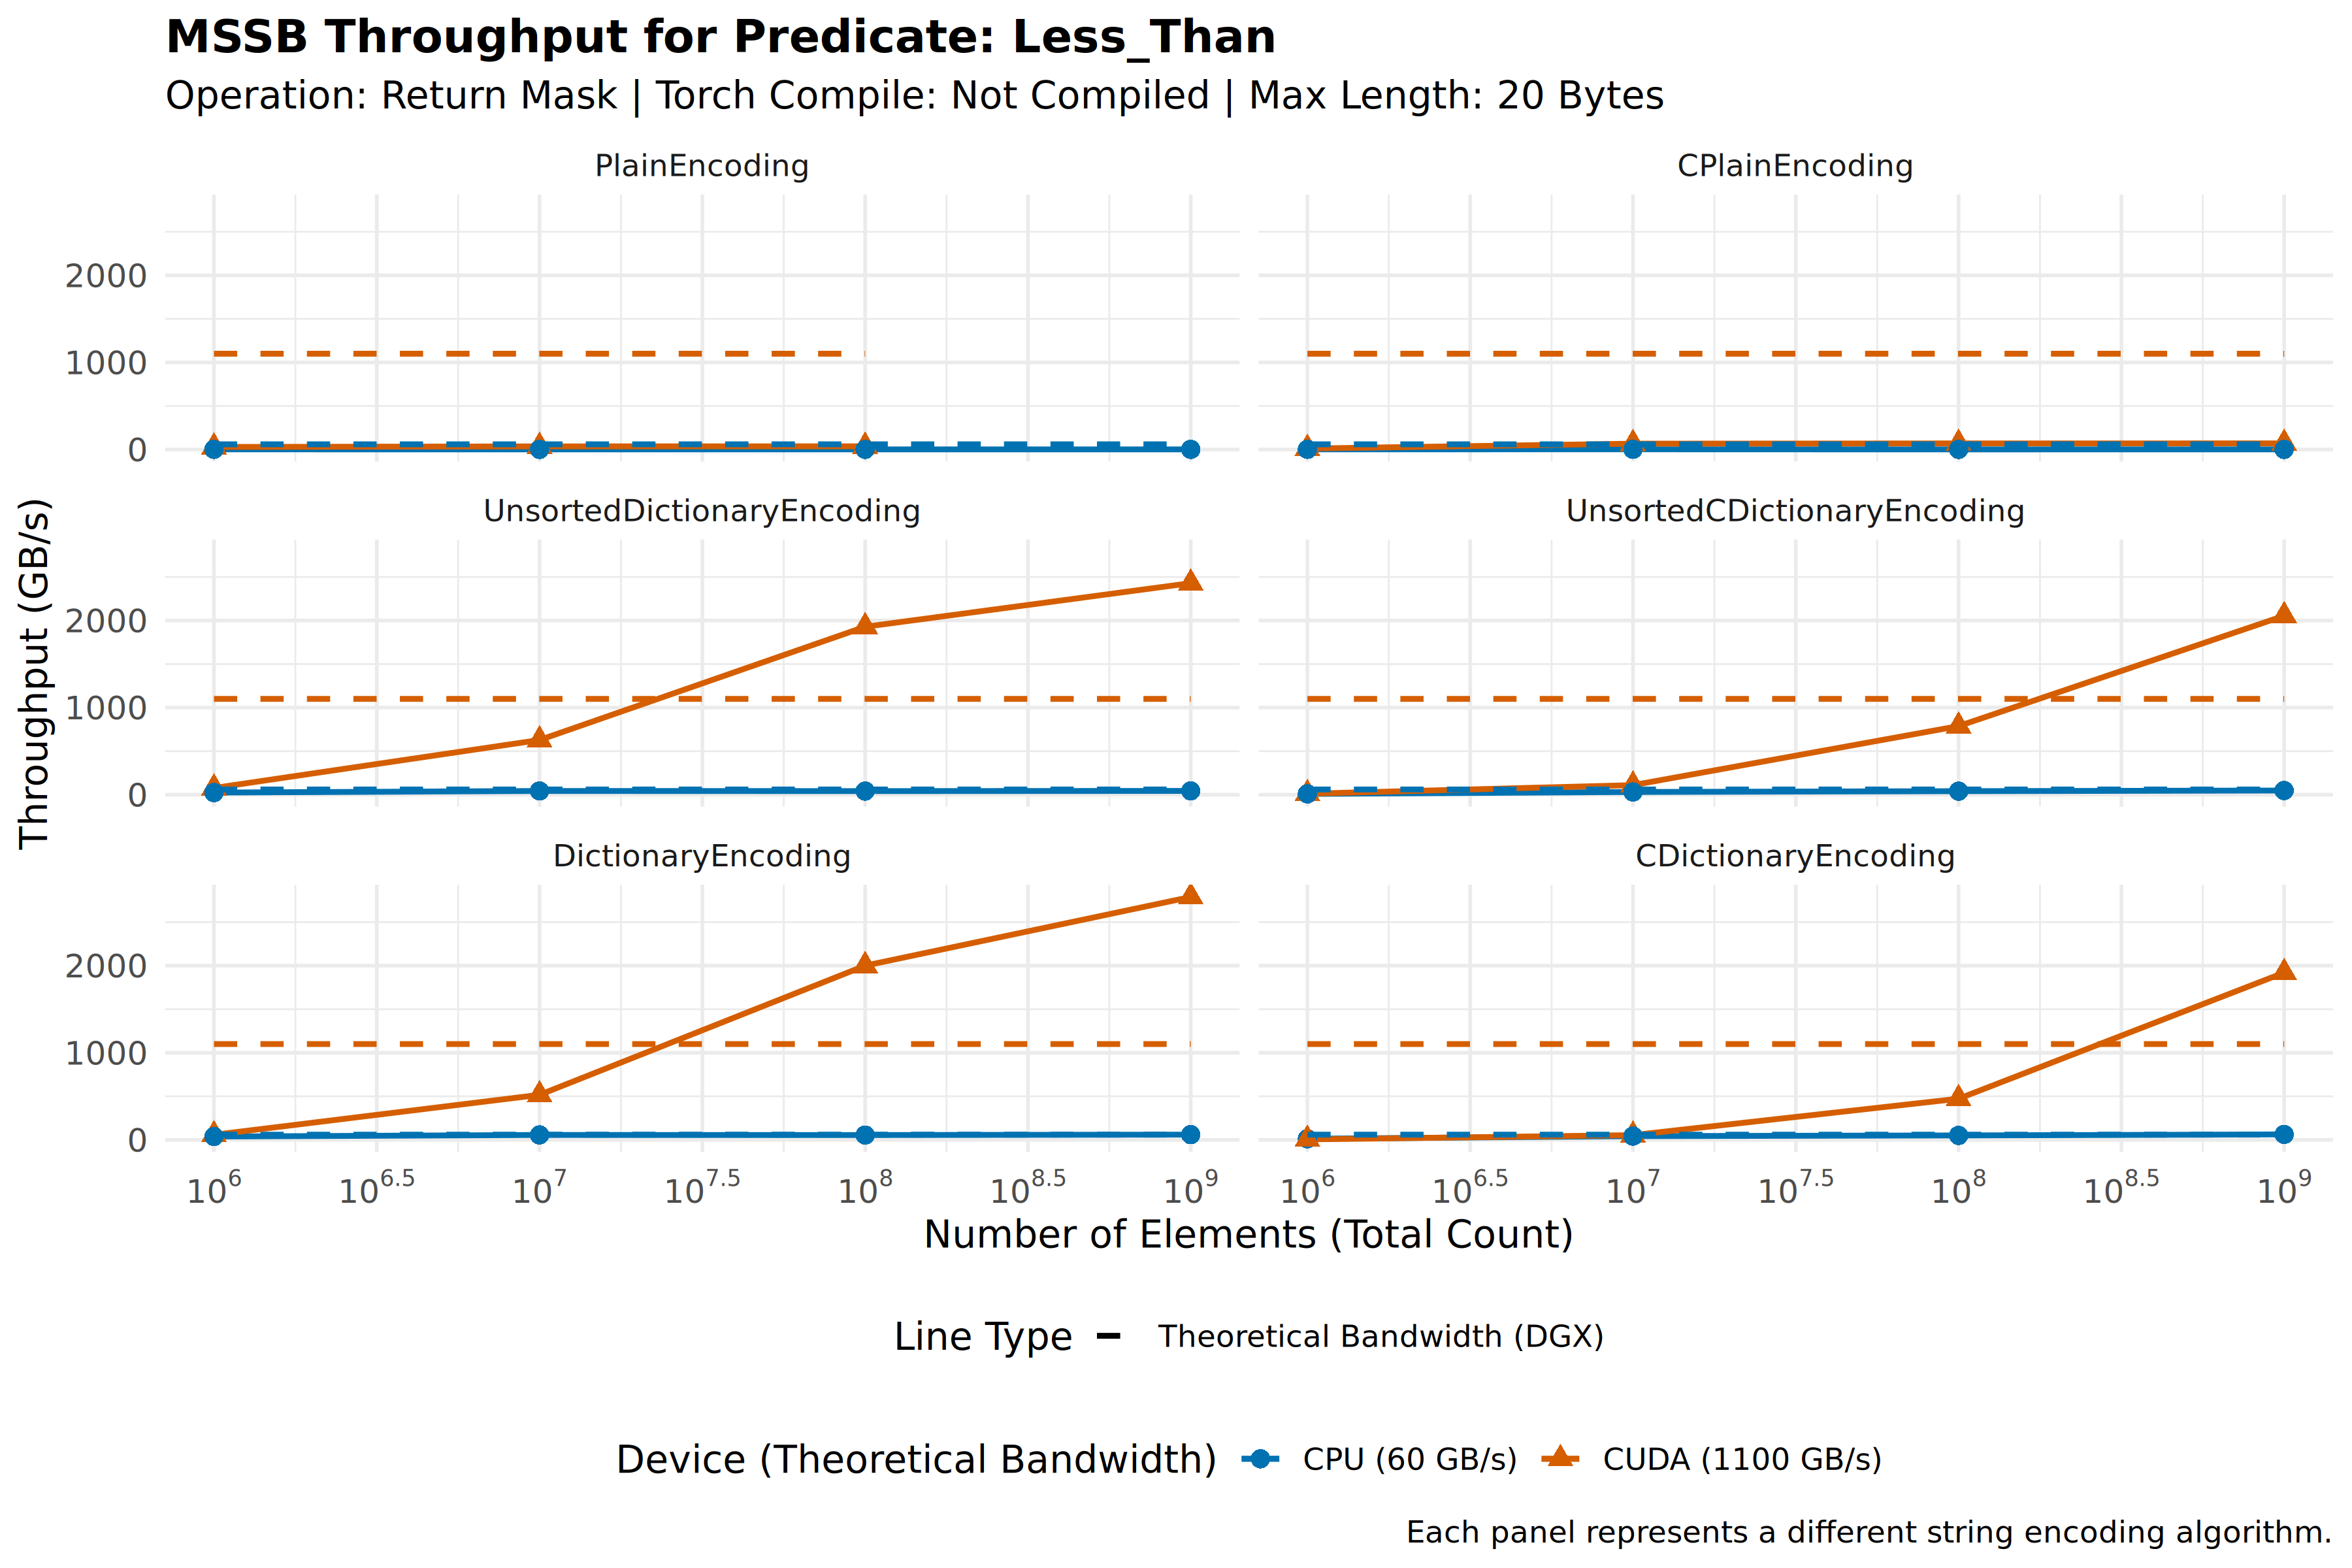 MSSB Throughput for Predicate: Less_Than
Operation: Return Mask | Torch Compile: Not Compiled | Max Length: 20 Bytes
PlainEncoding
CPlainEncoding
2000
1000
0
UnsortedDictionaryEncoding
UnsortedCDictionaryEncoding
2000
1000
0
DictionaryEncoding
CDictionaryEncoding
2000
1000
0
Throughput (GB/s)
10^6 10^6.5 10^7 10^7.5 10^8 10^8.5 10^9
10^6 10^6.5 10^7 10^7.5 10^8 10^8.5 10^9
Number of Elements (Total Count)
Line Type Theoretical Bandwidth (DGX)
Device (Theoretical Bandwidth) CPU (60 GB/s) CUDA (1100 GB/s)
Each panel represents a different string encoding algorithm.